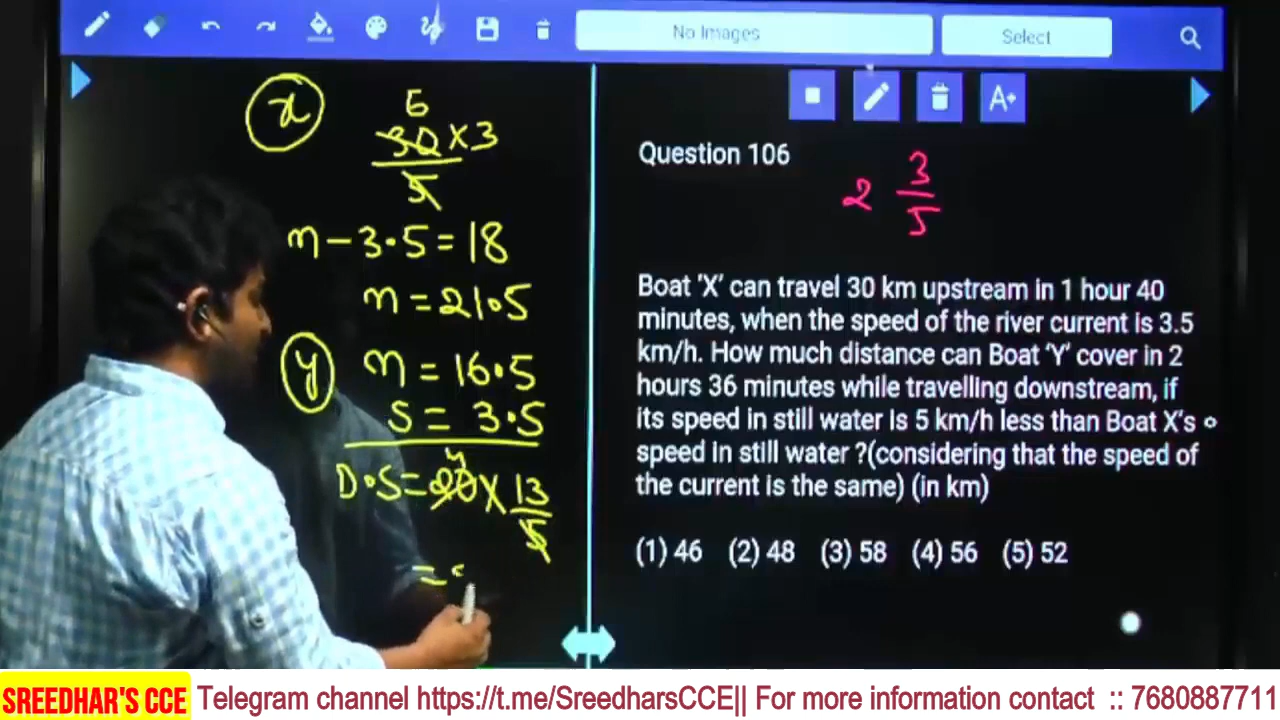 No Images
Select
A+
x
6
30 × 3
5
m - 3.5 = 18
m = 21.5
y
m = 16.5
s = 3.5
4
D.S = 20 × 13
5
=
Question 106
2 3
5
Boat 'X' can travel 30 km upstream in 1 hour 40
minutes, when the speed of the river current is 3.5
km/h. How much distance can Boat 'Y' cover in 2
hours 36 minutes while travelling downstream, if
its speed in still water is 5 km/h less than Boat X's
speed in still water ?(considering that the speed of
the current is the same) (in km)
(1) 46 (2) 48 (3) 58 (4) 56 (5) 52
SREEDHAR'S CCE Telegram channel https://t.me/SreedharsCCE|| For more information contact :: 7680887711